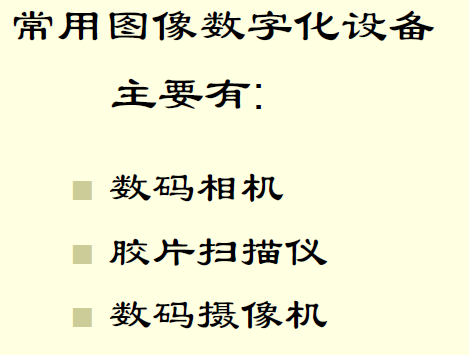 常用图像数字化设备
主要有:
数码相机
胶片扫描仪
数码摄像机